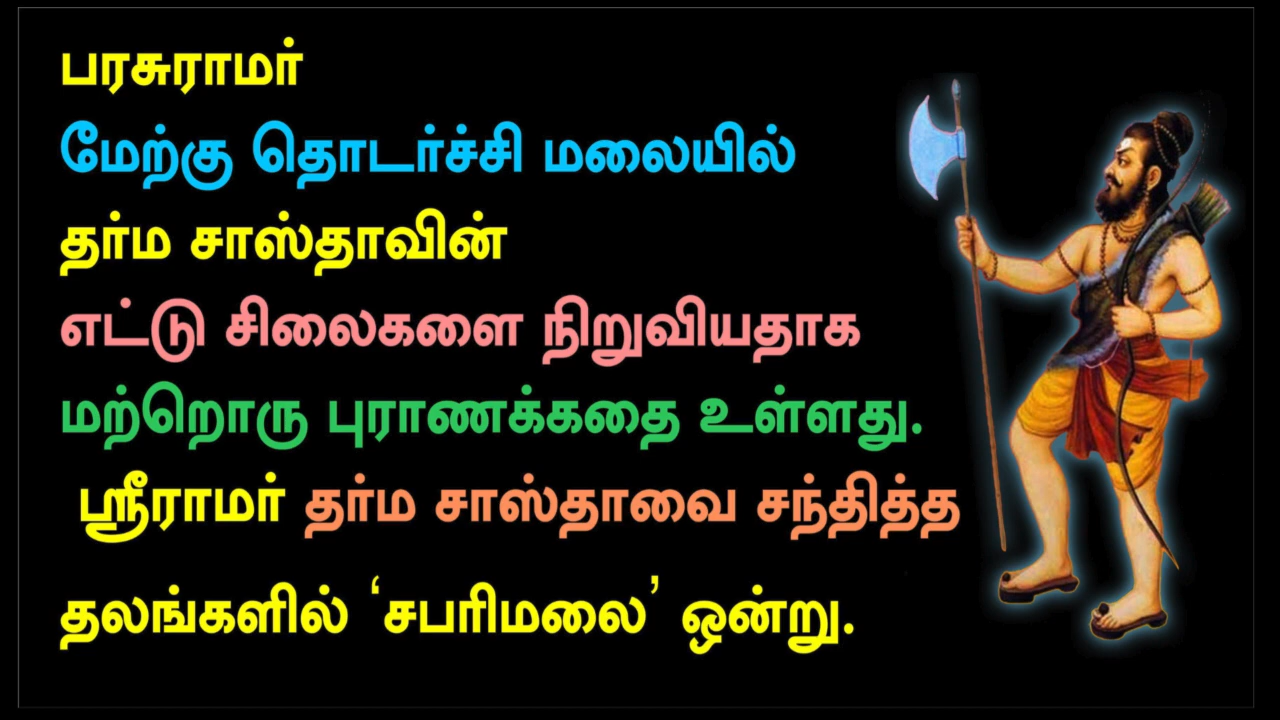 பரசுராமர்
மேற்கு தொடர்ச்சி மலையில்
தர்ம சாஸ்தாவின்
எட்டு சிலைகளை நிறுவியதாக
மற்றொரு புராணக்கதை உள்ளது.
ஸ்ரீராமர் தர்ம சாஸ்தாவை சந்தித்த
தலங்களில் ‘சபரிமலை’ ஒன்று.